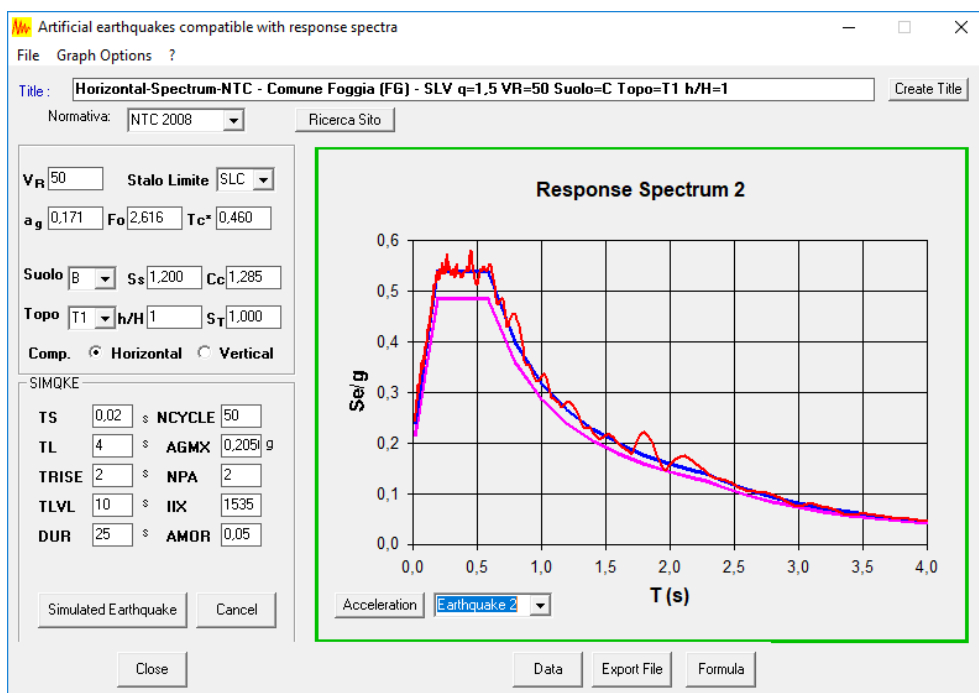 Artificial earthquakes compatible with response spectra
File Graph Options ?
Title : Horizontal-Spectrum-NTC - Comune Foggia (FG) - SLV q=1,5 VR=50 Suolo=C Topo=T1 h/H=1 Create Title
Normativa: NTC 2008 Ricerca Sito
VR 50 Stalo Limite SLC
ag 0,171 Fo 2,616 Tc* 0,460
Suolo B Ss 1,200 Cc 1,285
Topo T1 h/H 1 ST 1,000
Comp. Horizontal Vertical
SIMQKE
TS 0,02 s NCYCLE 50
TL 4 s AGMX 0,205 g
TRISE 2 s NPA 2
TLVL 10 s IIX 1535
DUR 25 s AMOR 0,05
Simulated Earthquake Cancel
Response Spectrum 2
Se/g
0,6
0,5
0,4
0,3
0,2
0,1
0,0
0,0 0,5 1,0 1,5 2,0 2,5 3,0 3,5 4,0
T (s)
Acceleration Earthquake 2
Close Data Export File Formula